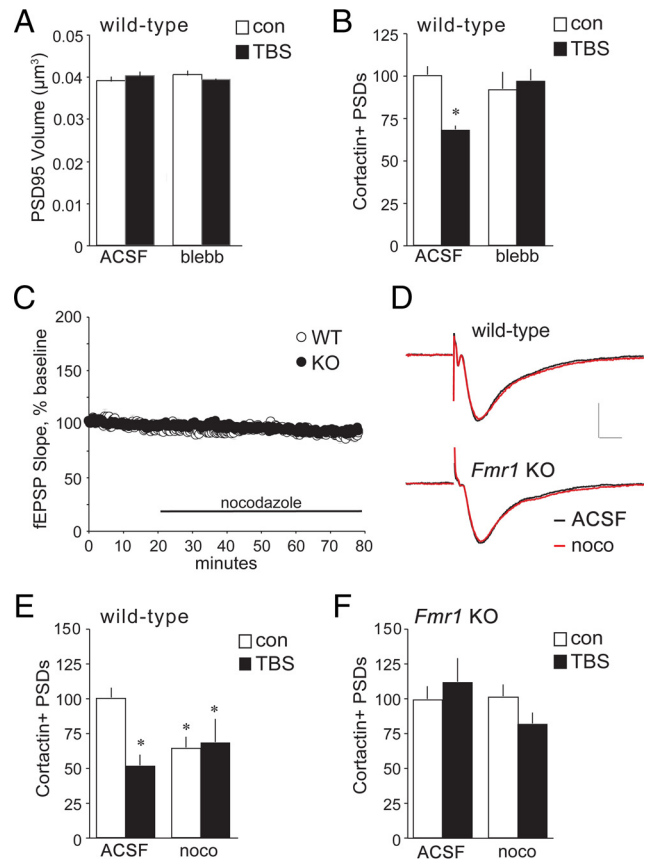 A
wild-type
con
TBS
PSD95 Volume (µm³)
0.05
0.04
0.03
0.02
0.01
0
ACSF
blebb
B
wild-type
con
TBS
Cortactin+ PSDs
125
100
75
50
25
0
*
ACSF
blebb
C
fEPSP Slope, % baseline
200
150
100
50
0
WT
KO
nocodazole
0 10 20 30 40 50 60 70 80
minutes
D
wild-type
Fmr1 KO
ACSF
noco
E
wild-type
con
TBS
Cortactin+ PSDs
150
125
100
75
50
25
0
* * *
ACSF
noco
F
Fmr1 KO
con
TBS
Cortactin+ PSDs
150
125
100
75
50
25
0
ACSF
noco